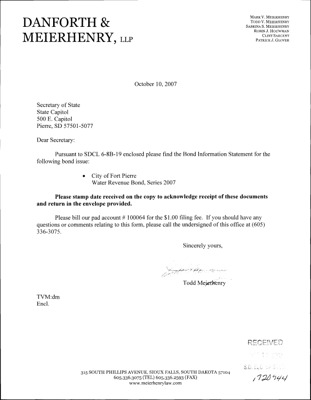 DANFORTH &
MEIERHENRY, LLP
MARK V. MEIERHENRY
TODD V. MEIERHENRY
SABRINA S. MEIERHENRY
ROBIN J. HOUWMAN
CLINT SARGENT
PATRICK J. GLOVER
October 10, 2007
Secretary of State
State Capitol
500 E. Capitol
Pierre, SD 57501-5077
Dear Secretary:
Pursuant to SDCL 6-8B-19 enclosed please find the Bond Information Statement for the
following bond issue:
• City of Fort Pierre
Water Revenue Bond, Series 2007
Please stamp date received on the copy to acknowledge receipt of these documents
and return in the envelope provided.
Please bill our pad account # 100064 for the $1.00 filing fee. If you should have any
questions or comments relating to this form, please call the undersigned of this office at (605)
336-3075.
Sincerely yours,
Todd Meierhenry
TVM:dm
Encl.
RECEIVED
1720744
315 SOUTH PHILLIPS AVENUE, SIOUX FALLS, SOUTH DAKOTA 57104
605.336.3075 (TEL) 605.336.2593 (FAX)
www.meierhenrylaw.com